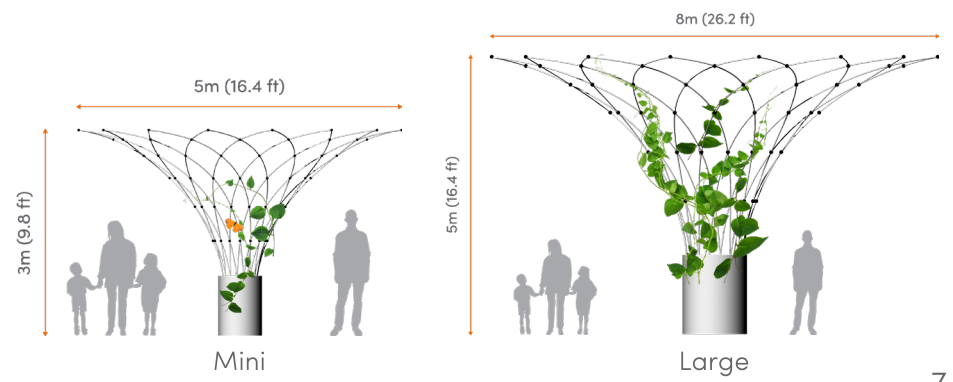 8m (26.2 ft)
5m (16.4 ft)
3m (9.8 ft)
5m (16.4 ft)
Mini
Large
7